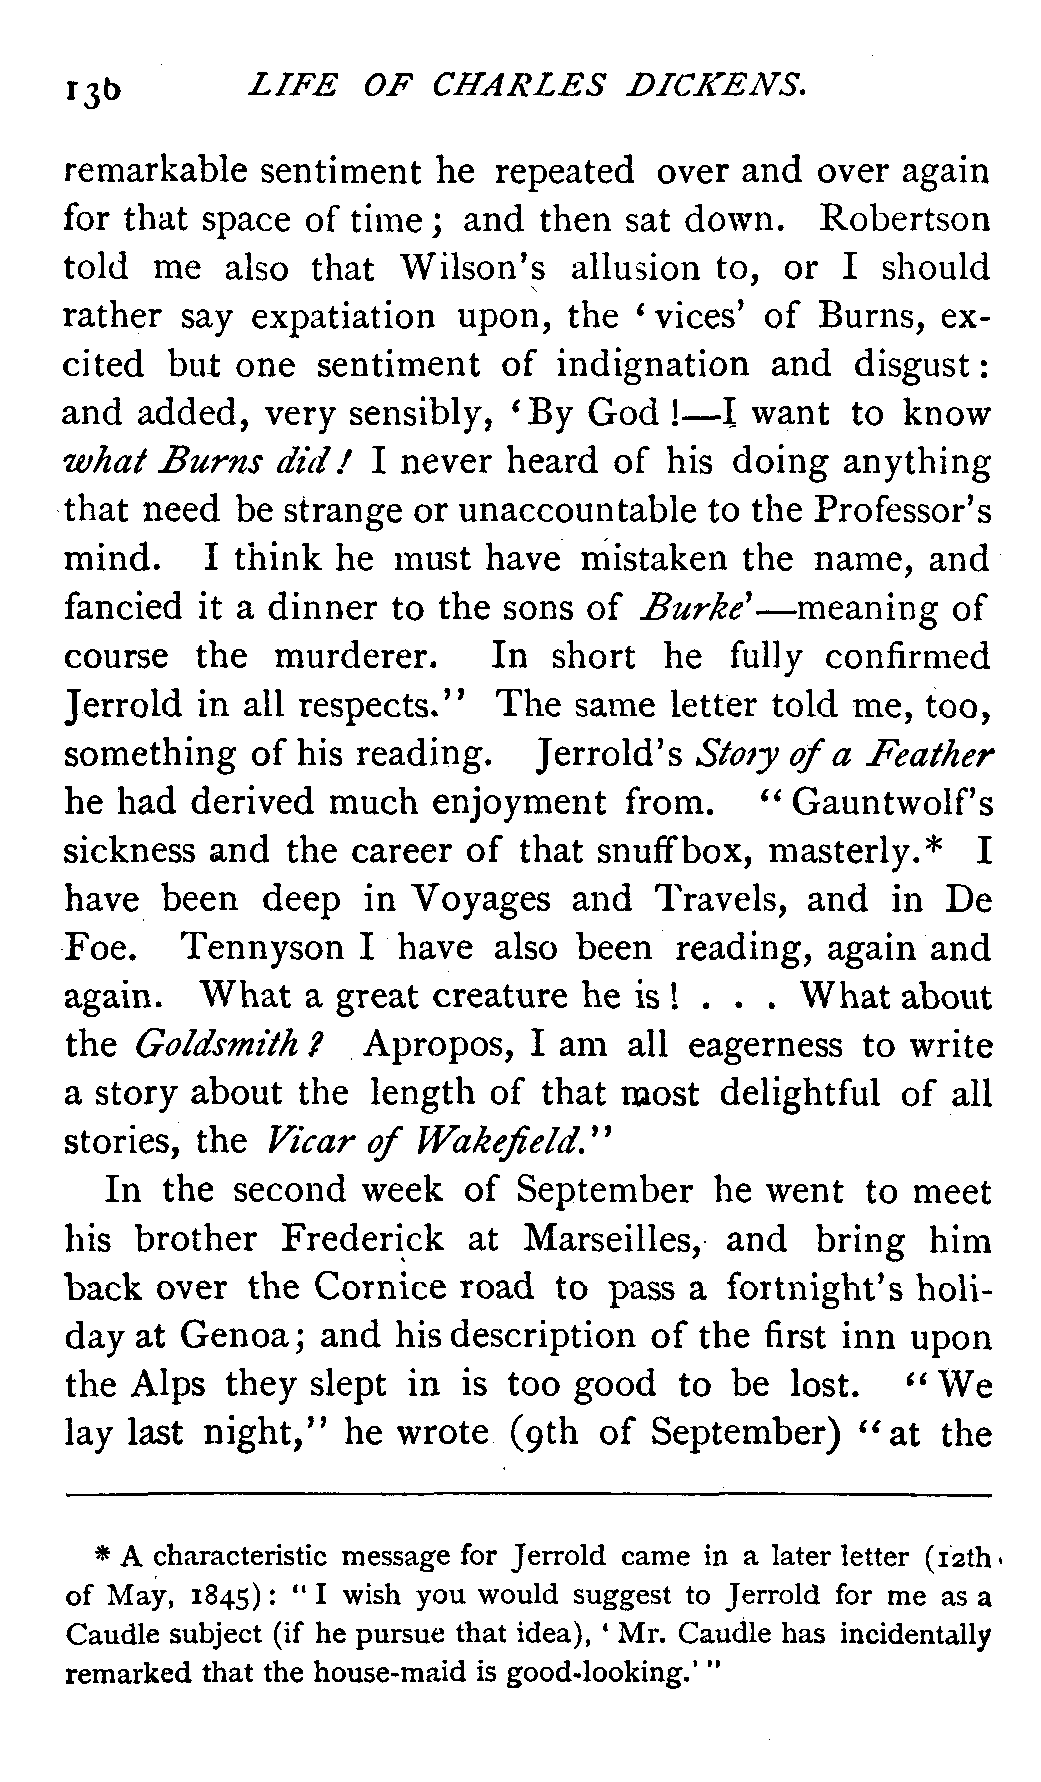 136 LIFE OF CHARLES DICKENS.
remarkable sentiment he repeated over and over again
for that space of time; and then sat down. Robertson
told me also that Wilson's allusion to, or I should
rather say expatiation upon, the 'vices' of Burns, ex-
cited but one sentiment of indignation and disgust:
and added, very sensibly, 'By God!—I want to know
what Burns did! I never heard of his doing anything
that need be strange or unaccountable to the Professor's
mind. I think he must have mistaken the name, and
fancied it a dinner to the sons of Burke'—meaning of
course the murderer. In short he fully confirmed
Jerrold in all respects." The same letter told me, too,
something of his reading. Jerrold's Story of a Feather
he had derived much enjoyment from. "Gauntwolf's
sickness and the career of that snuffbox, masterly.* I
have been deep in Voyages and Travels, and in De
Foe. Tennyson I have also been reading, again and
again. What a great creature he is! . . . What about
the Goldsmith? Apropos, I am all eagerness to write
a story about the length of that most delightful of all
stories, the Vicar of Wakefield."
In the second week of September he went to meet
his brother Frederick at Marseilles, and bring him
back over the Cornice road to pass a fortnight's holi-
day at Genoa; and his description of the first inn upon
the Alps they slept in is too good to be lost. "We
lay last night," he wrote (9th of September) "at the
* A characteristic message for Jerrold came in a later letter (12th
of May, 1845): "I wish you would suggest to Jerrold for me as a
Caudle subject (if he pursue that idea), 'Mr. Caudle has incidentally
remarked that the house-maid is good-looking.'"